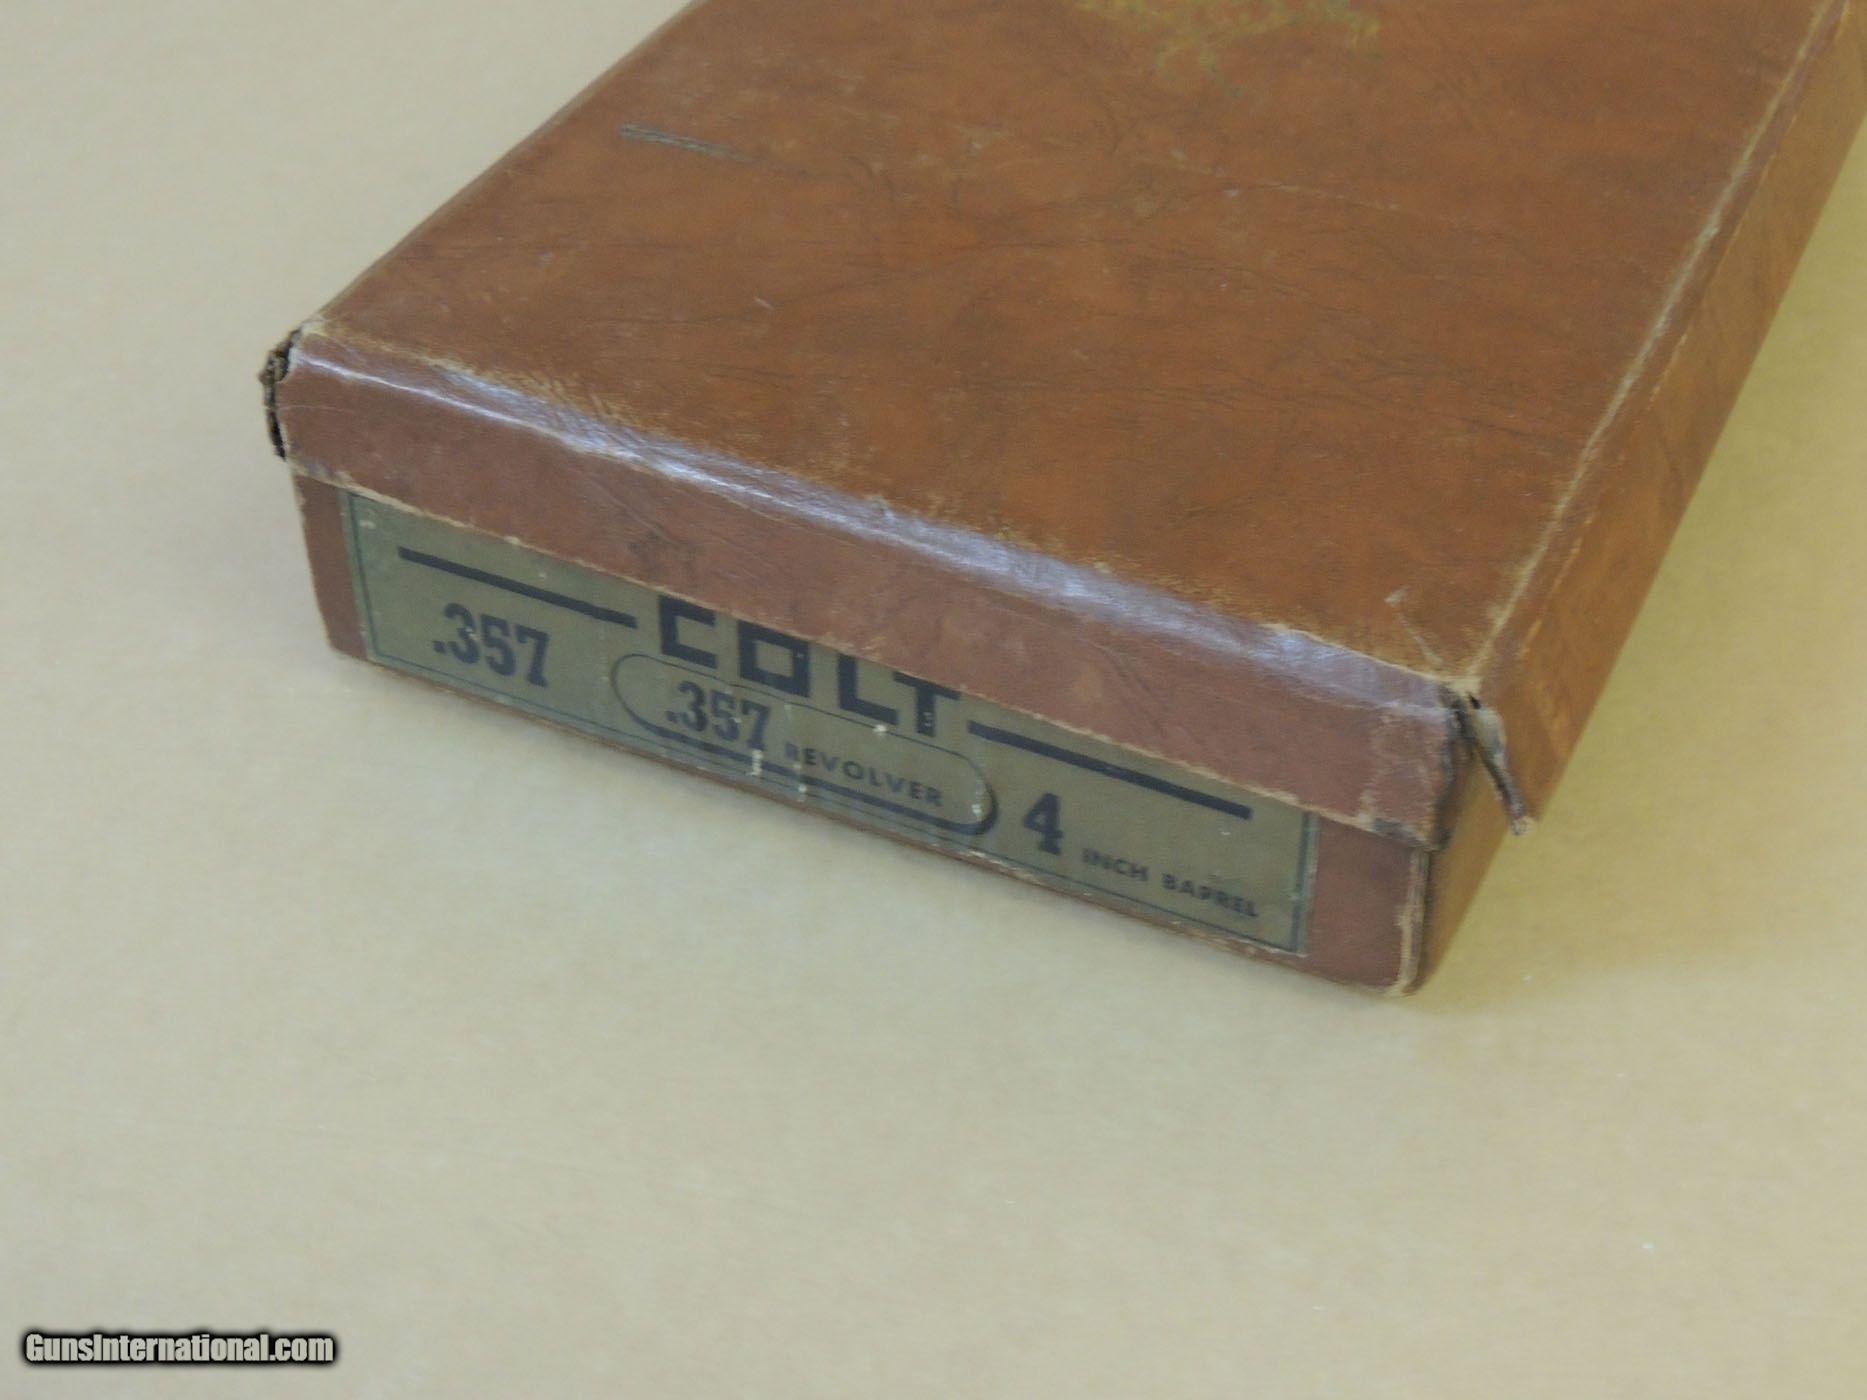 COLT
.357
.357 REVOLVER
4 INCH BARREL
GunsInternational.com